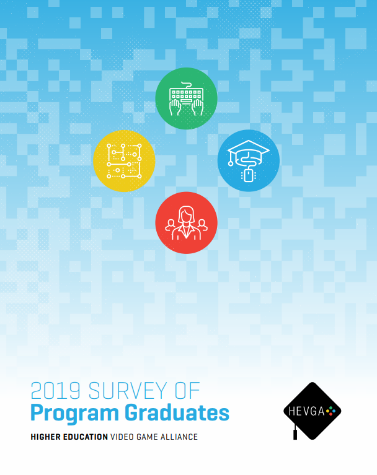 2019 SURVEY OF
Program Graduates
HIGHER EDUCATION VIDEO GAME ALLIANCE
HEVGA